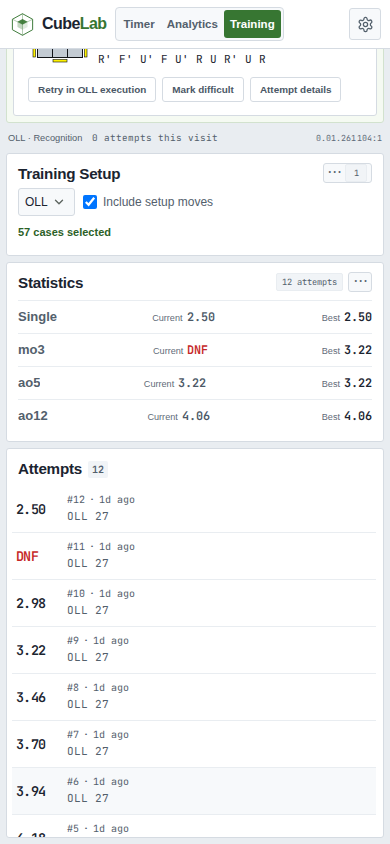 CubeLab Timer Analytics Training
R' F' U' F U' R U R' U R
Retry in OLL execution Mark difficult Attempt details
OLL · Recognition 0 attempts this visit 0.01.261104:1
Training Setup ··· 1
OLL Include setup moves
57 cases selected
Statistics 12 attempts ···
Single Current 2.50 Best 2.50
mo3 Current DNF Best 3.22
ao5 Current 3.22 Best 3.22
ao12 Current 4.06 Best 4.06
Attempts 12
#12 · 1d ago
2.50
OLL 27
#11 · 1d ago
DNF
OLL 27
#10 · 1d ago
2.98
OLL 27
#9 · 1d ago
3.22
OLL 27
#8 · 1d ago
3.46
OLL 27
#7 · 1d ago
3.70
OLL 27
#6 · 1d ago
3.94
OLL 27
#5 · 1d ago